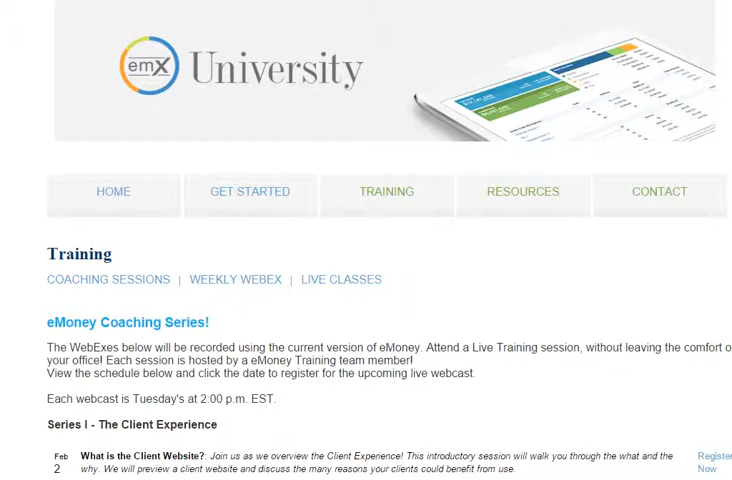 emX University
HOME
GET STARTED
TRAINING
RESOURCES
CONTACT
Training
COACHING SESSIONS | WEEKLY WEBEX | LIVE CLASSES
eMoney Coaching Series!
The WebExes below will be recorded using the current version of eMoney. Attend a Live Training session, without leaving the comfort o
your office! Each session is hosted by a eMoney Training team member!
View the schedule below and click the date to register for the upcoming live webcast.
Each webcast is Tuesday's at 2:00 p.m. EST.
Series I - The Client Experience
Feb
2
What is the Client Website?: Join us as we overview the Client Experience! This introductory session will walk you through the what and the
why. We will preview a client website and discuss the many reasons your clients could benefit from use.
Register
Now